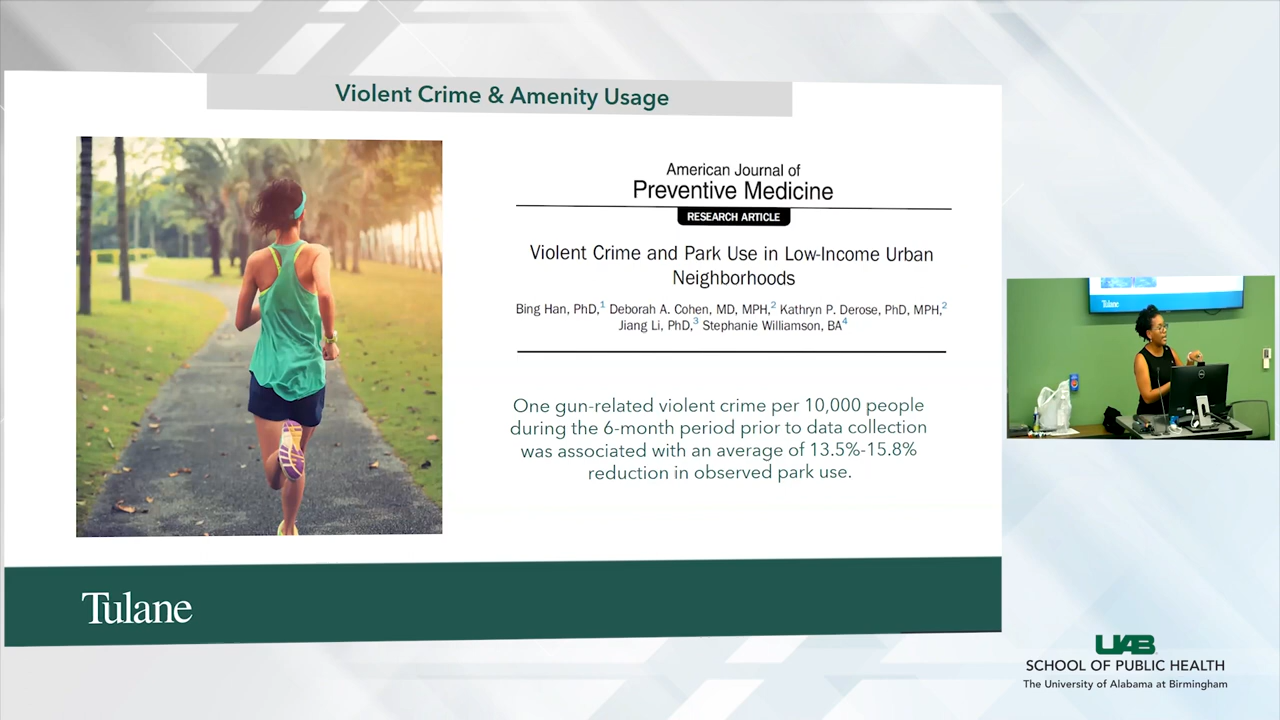 Violent Crime & Amenity Usage
American Journal of
Preventive Medicine
RESEARCH ARTICLE
Violent Crime and Park Use in Low-Income Urban
Neighborhoods
Bing Han, PhD,1 Deborah A. Cohen, MD, MPH,2 Kathryn P. Derose, PhD, MPH,2
Jiang Li, PhD,3 Stephanie Williamson, BA4
One gun-related violent crime per 10,000 people
during the 6-month period prior to data collection
was associated with an average of 13.5%-15.8%
reduction in observed park use.
Tulane
Tulane
DELL
UAB
SCHOOL OF PUBLIC HEALTH
The University of Alabama at Birmingham